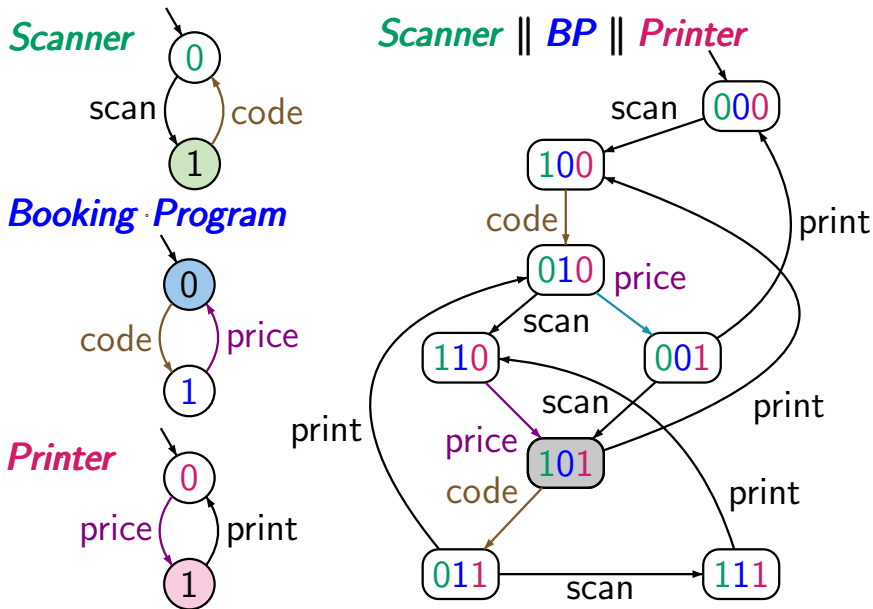 Scanner
0
scan
code
1
Booking Program
0
code
price
1
Printer
0
price
print
1
Scanner || BP || Printer
000
scan
100
code
print
010
price
scan
110
001
scan
print
print
price
101
code
print
011
scan
111